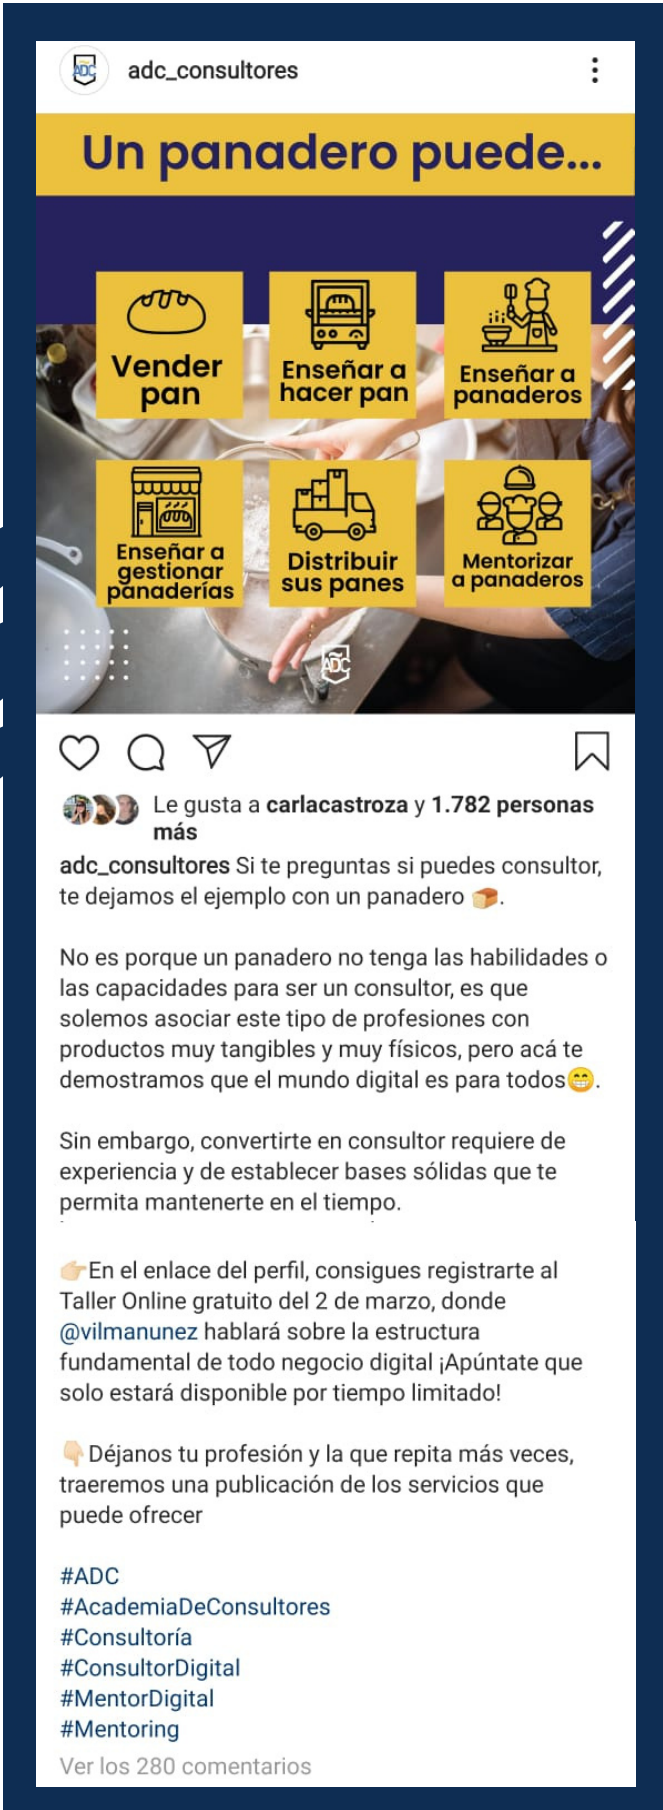 ADC
adc_consultores
Un panadero puede...
Vender
pan
Enseñar a
hacer pan
Enseñar a
panaderos
Enseñar a
gestionar
panaderías
Distribuir
sus panes
Mentorizar
a panaderos
ADC
Le gusta a carlacastroza y 1.782 personas
más
adc_consultores Si te preguntas si puedes consultor,
te dejamos el ejemplo con un panadero 🍞.
No es porque un panadero no tenga las habilidades o
las capacidades para ser un consultor, es que
solemos asociar este tipo de profesiones con
productos muy tangibles y muy físicos, pero acá te
demostramos que el mundo digital es para todos😁.
Sin embargo, convertirte en consultor requiere de
experiencia y de establecer bases sólidas que te
permita mantenerte en el tiempo.
👉🏻En el enlace del perfil, consigues registrarte al
Taller Online gratuito del 2 de marzo, donde
@vilmanunez hablará sobre la estructura
fundamental de todo negocio digital ¡Apúntate que
solo estará disponible por tiempo limitado!
👇🏻Déjanos tu profesión y la que repita más veces,
traeremos una publicación de los servicios que
puede ofrecer
#ADC
#AcademiaDeConsultores
#Consultoría
#ConsultorDigital
#MentorDigital
#Mentoring
Ver los 280 comentarios